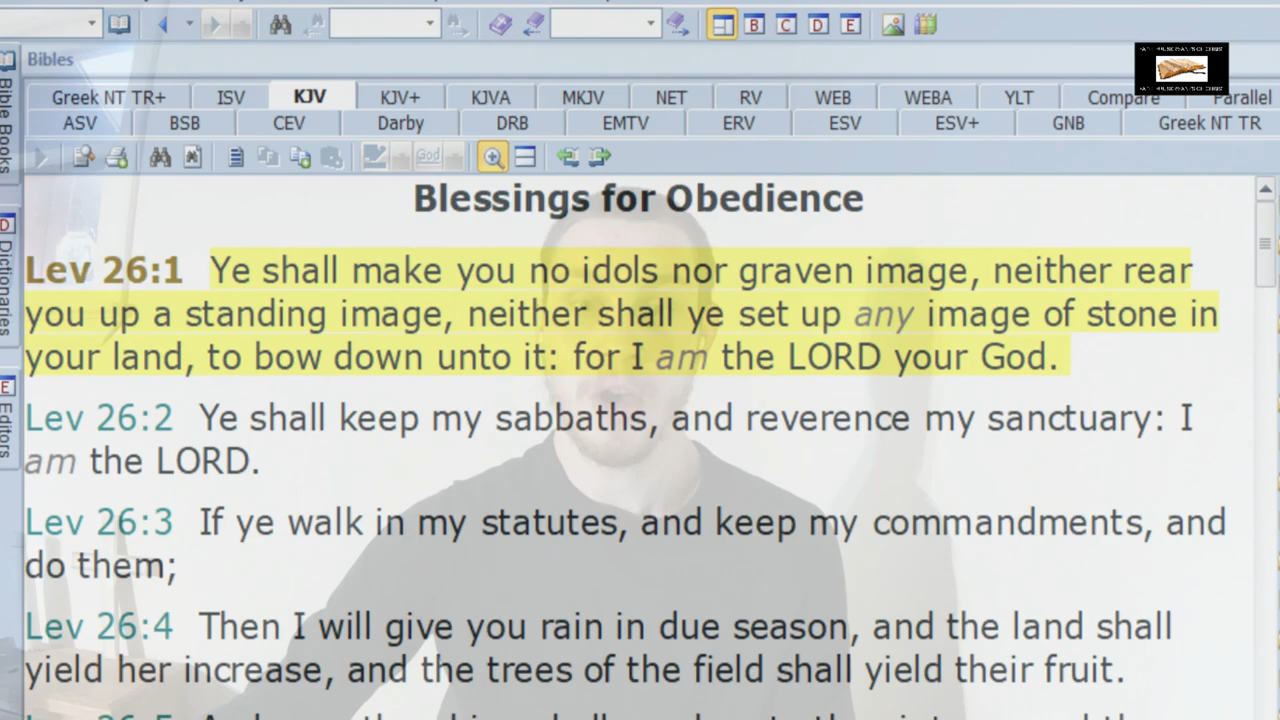 B C D E
Bibles
Greek NT TR+ ISV KJV KJV+ KJVA MKJV NET RV WEB WEBA YLT Compare Parallel
ASV BSB CEV Darby DRB EMTV ERV ESV ESV+ GNB Greek NT TR
God
Bible Books
D Dictionaries
E Editors
Blessings for Obedience
Lev 26:1 Ye shall make you no idols nor graven image, neither rear
you up a standing image, neither shall ye set up any image of stone in
your land, to bow down unto it: for I am the LORD your God.
Lev 26:2 Ye shall keep my sabbaths, and reverence my sanctuary: I
am the LORD.
Lev 26:3 If ye walk in my statutes, and keep my commandments, and
do them;
Lev 26:4 Then I will give you rain in due season, and the land shall
yield her increase, and the trees of the field shall yield their fruit.